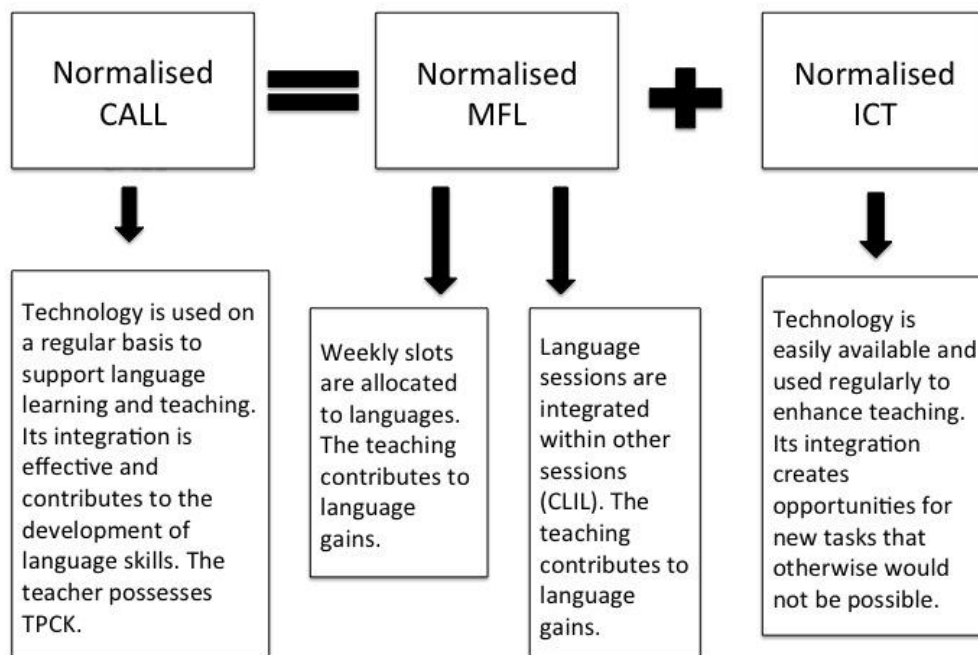 Normalised
CALL
Normalised
MFL
Normalised
ICT
Technology is used on
a regular basis to
support language
learning and teaching.
Its integration is
effective and
contributes to the
development of
language skills. The
teacher possesses
TPCK.
Weekly slots
are allocated
to languages.
The teaching
contributes to
language
gains.
Language
sessions are
integrated
within other
sessions
(CLIL). The
teaching
contributes to
language
gains.
Technology is
easily available and
used regularly to
enhance teaching.
Its integration
creates
opportunities for
new tasks that
otherwise would
not be possible.